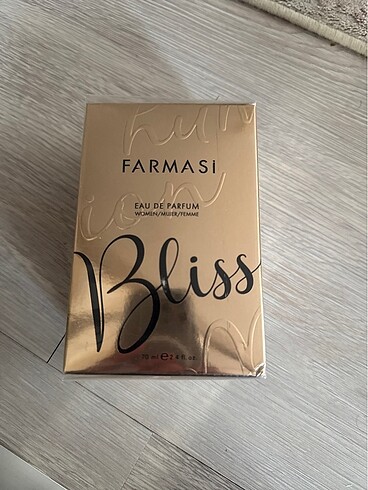 FARMASİ
EAU DE PARFUM
WOMEN/MUJER/FEMME
Bliss
70 ml e 2.4 fl. oz.